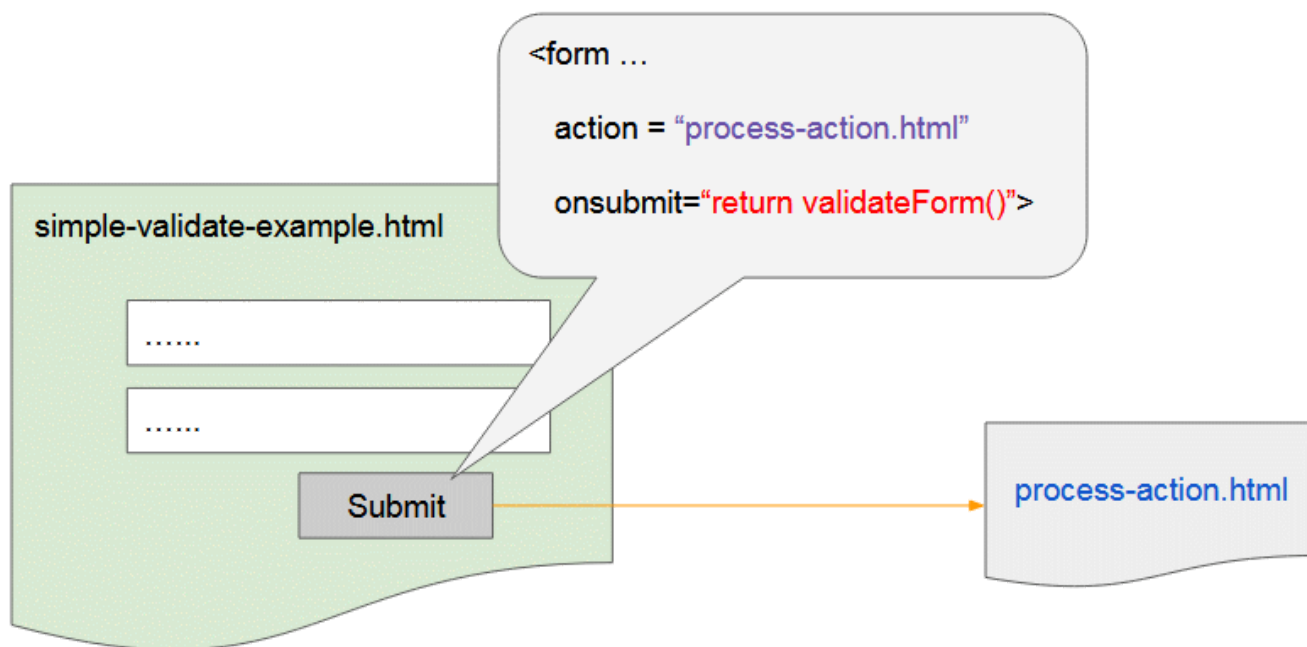 <form …
action = “process-action.html”
onsubmit=“return validateForm()”>
simple-validate-example.html
…...
…...
Submit
process-action.html